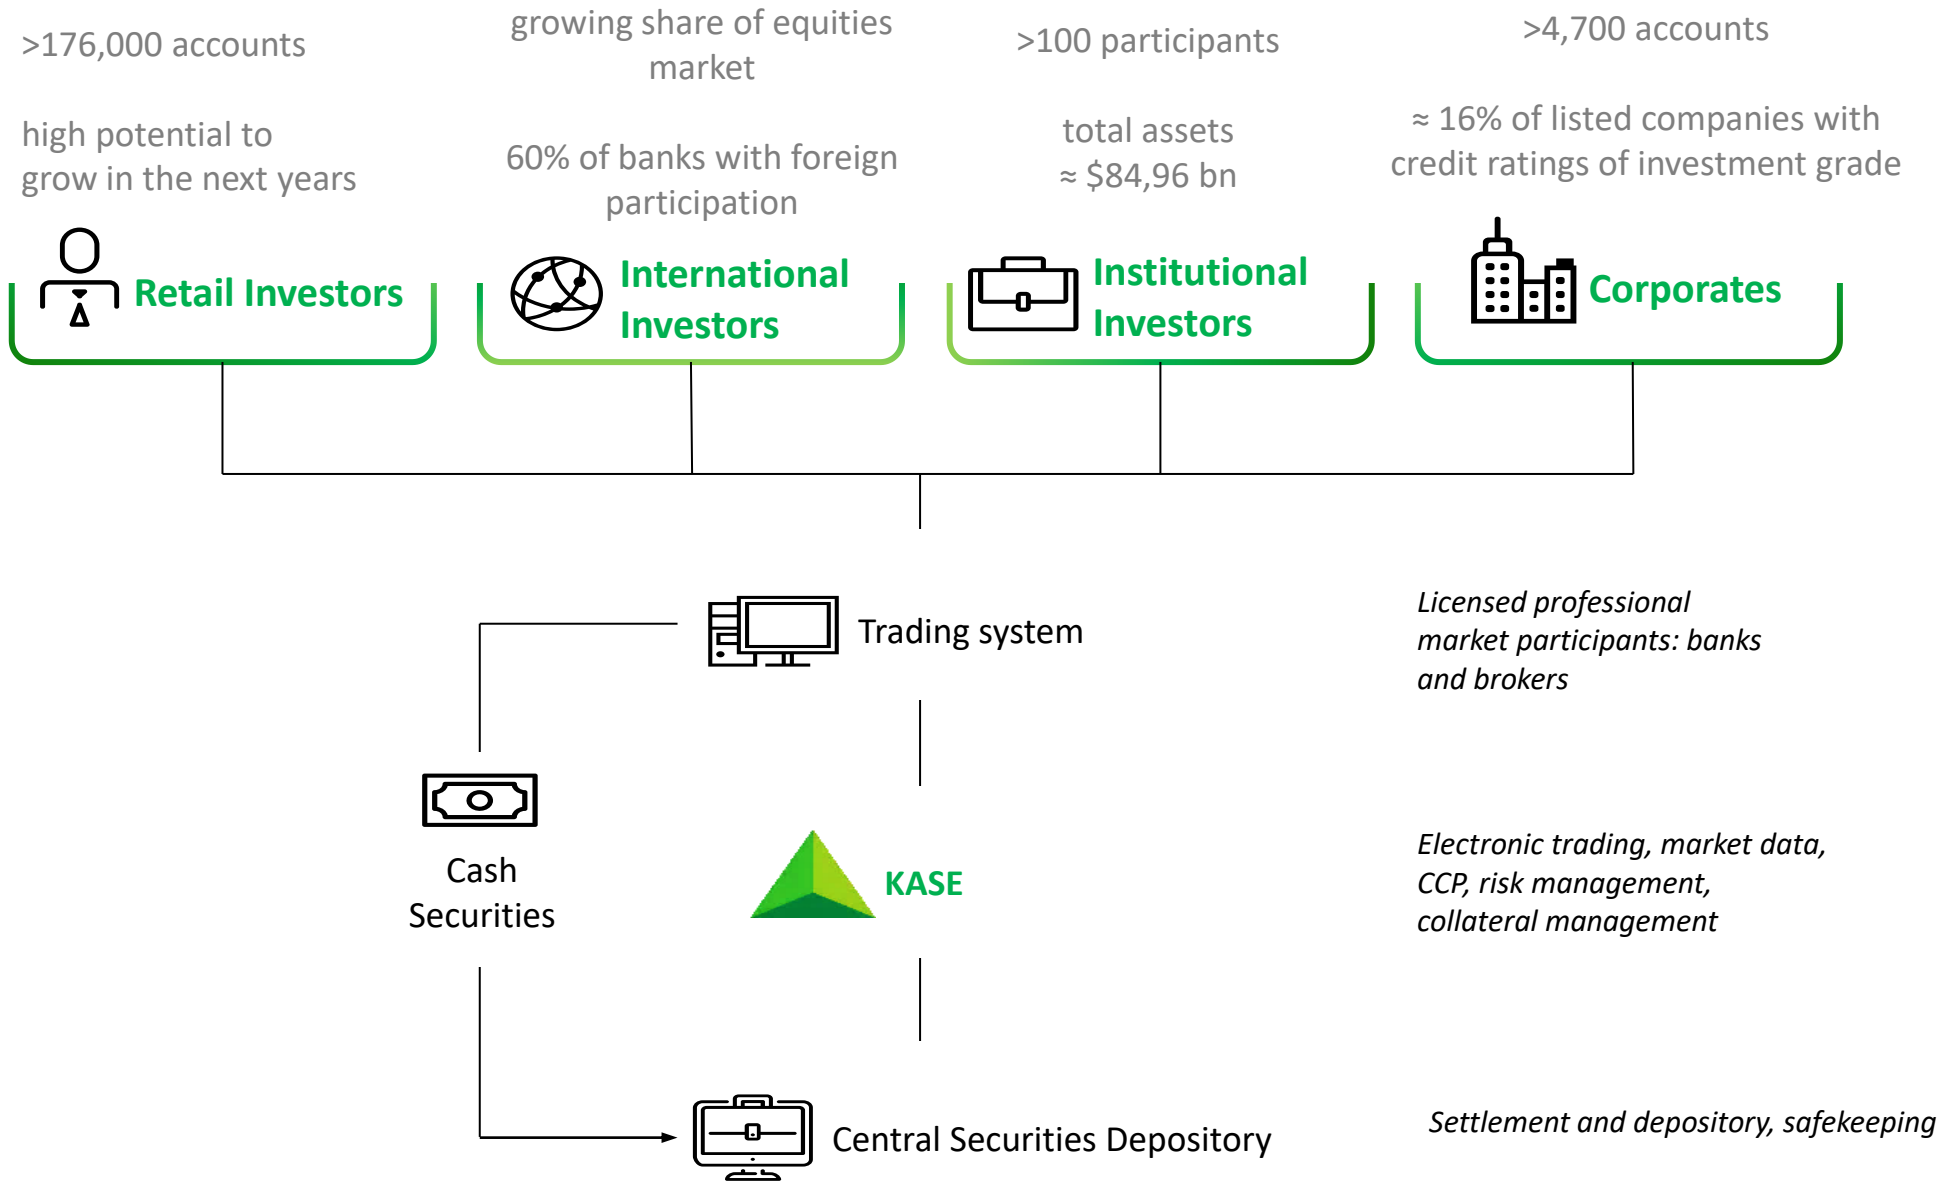 >176,000 accounts
high potential to
grow in the next years
growing share of equities
market
60% of banks with foreign
participation
>100 participants
total assets
≈ $84,96 bn
>4,700 accounts
≈ 16% of listed companies with
credit ratings of investment grade
Retail Investors
International
Investors
Institutional
Investors
Corporates
Trading system
Licensed professional
market participants: banks
and brokers
Cash
Securities
KASE
Electronic trading, market data,
CCP, risk management,
collateral management
Central Securities Depository
Settlement and depository, safekeeping